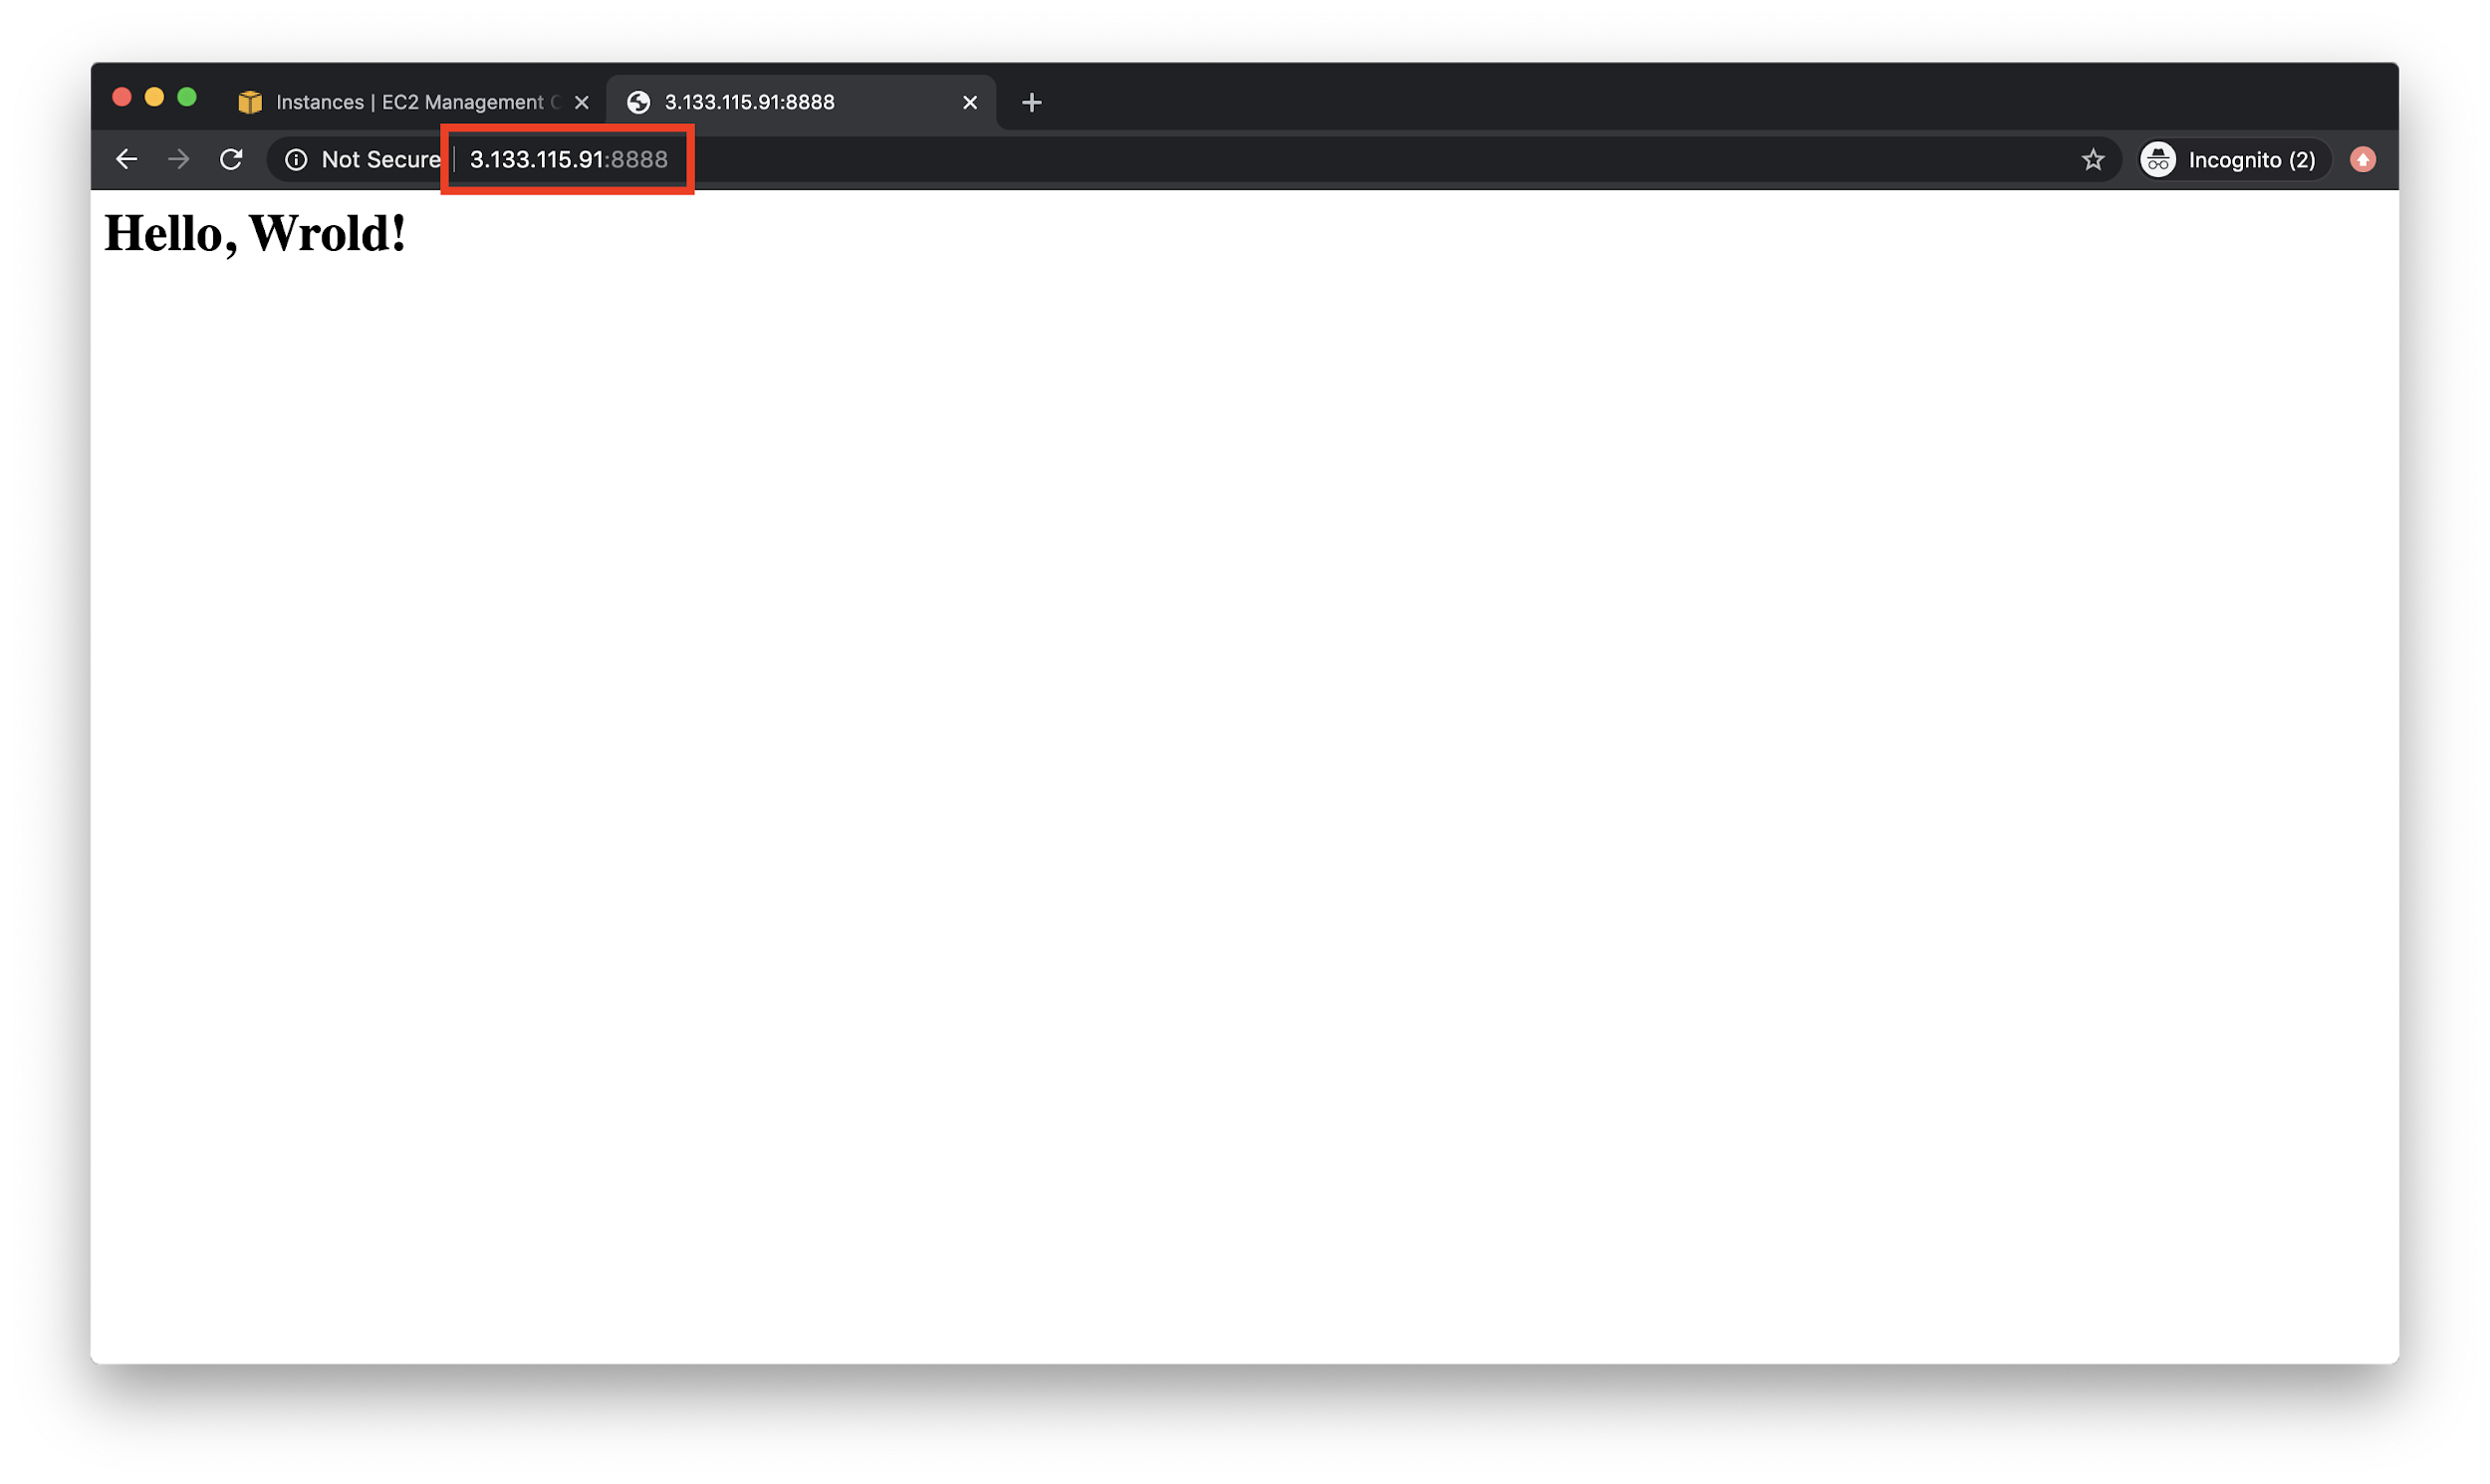 Instances | EC2 Management C
3.133.115.91:8888
Not Secure | 3.133.115.91:8888
Incognito (2)
Hello, Wrold!